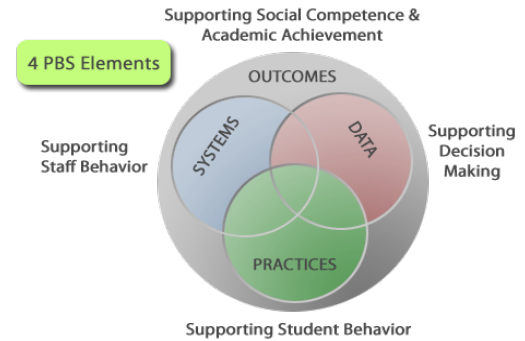 Supporting Social Competence &
Academic Achievement
4 PBS Elements
OUTCOMES
SYSTEMS
DATA
Supporting
Staff Behavior
Supporting
Decision
Making
PRACTICES
Supporting Student Behavior